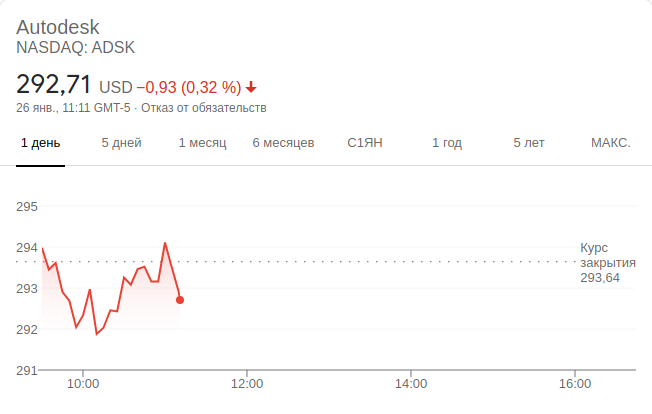 Autodesk
NASDAQ: ADSK
292,71 USD −0,93 (0,32 %)
26 янв., 11:11 GMT-5 · Отказ от обязательств
1 день 5 дней 1 месяц 6 месяцев С1ЯН 1 год 5 лет МАКС.
295
294
293
292
291
Курс
закрытия
293,64
10:00 12:00 14:00 16:00